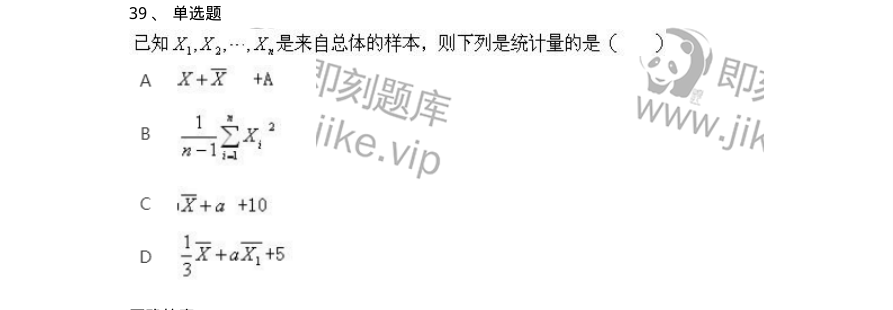 39 、 单选题
已知 X₁,X₂,…,Xₙ是来自总体的样本，则下列是统计量的是（ ）
A X+X̅ +A
B 1/(n-1) ∑ᵢ₌₁ⁿ Xᵢ²
C X̅+a +10
D 1/3 X̅+aX̅₁+5
即刻题库
jike.vip
即刻
www.jik